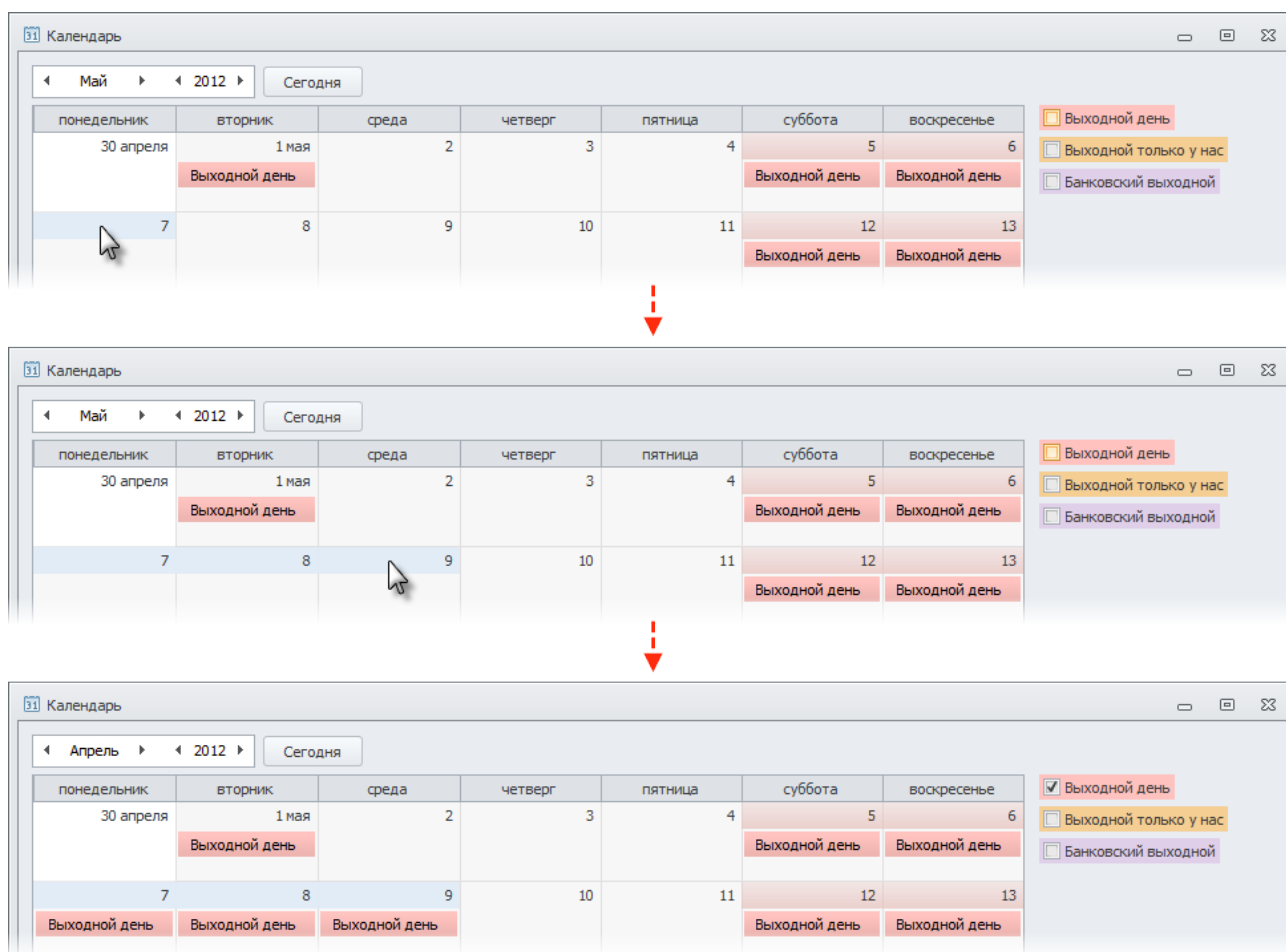 31 Календарь
Май 2012 Сегодня
понедельник вторник среда четверг пятница суббота воскресенье
Выходной день
30 апреля 1 мая 2 3 4 5 6
Выходной только у нас
Выходной день Выходной день Выходной день
Банковский выходной
7 8 9 10 11 12 13
Выходной день Выходной день
31 Календарь
Май 2012 Сегодня
понедельник вторник среда четверг пятница суббота воскресенье
Выходной день
30 апреля 1 мая 2 3 4 5 6
Выходной только у нас
Выходной день Выходной день Выходной день
Банковский выходной
7 8 9 10 11 12 13
Выходной день Выходной день
31 Календарь
Апрель 2012 Сегодня
понедельник вторник среда четверг пятница суббота воскресенье
Выходной день
30 апреля 1 мая 2 3 4 5 6
Выходной только у нас
Выходной день Выходной день Выходной день
Банковский выходной
7 8 9 10 11 12 13
Выходной день Выходной день Выходной день Выходной день Выходной день